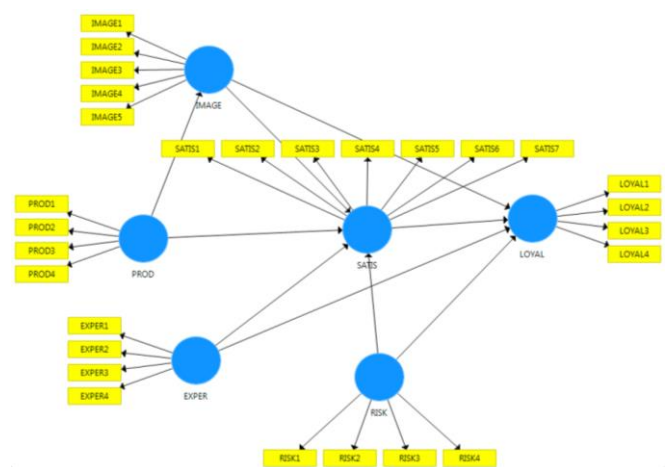 IMAGE1
IMAGE2
IMAGE3
IMAGE4
IMAGE5
IMAGE
SATIS1
SATIS2
SATIS3
SATIS4
SATIS5
SATIS6
SATIS7
SATIS
LOYAL1
LOYAL2
LOYAL3
LOYAL4
LOYAL
PROD1
PROD2
PROD3
PROD4
PROD
EXPER1
EXPER2
EXPER3
EXPER4
EXPER
RISK
RISK1
RISK2
RISK3
RISK4